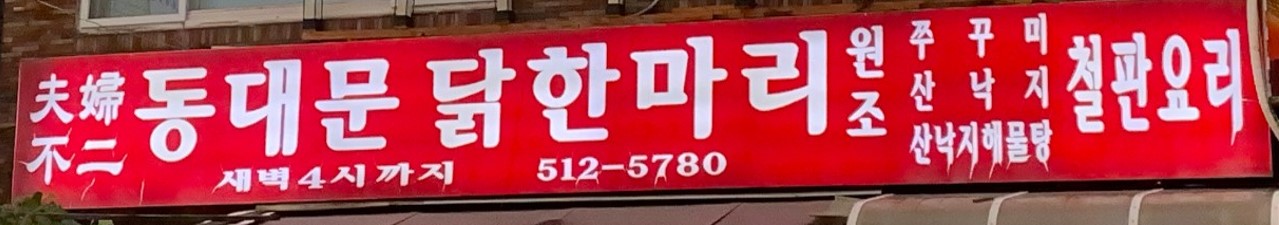 夫婦
不二
동대문 닭한마리
새벽4시까지 512-5780
원조
쭈꾸미
산낙지
산낙지해물탕
철판요리